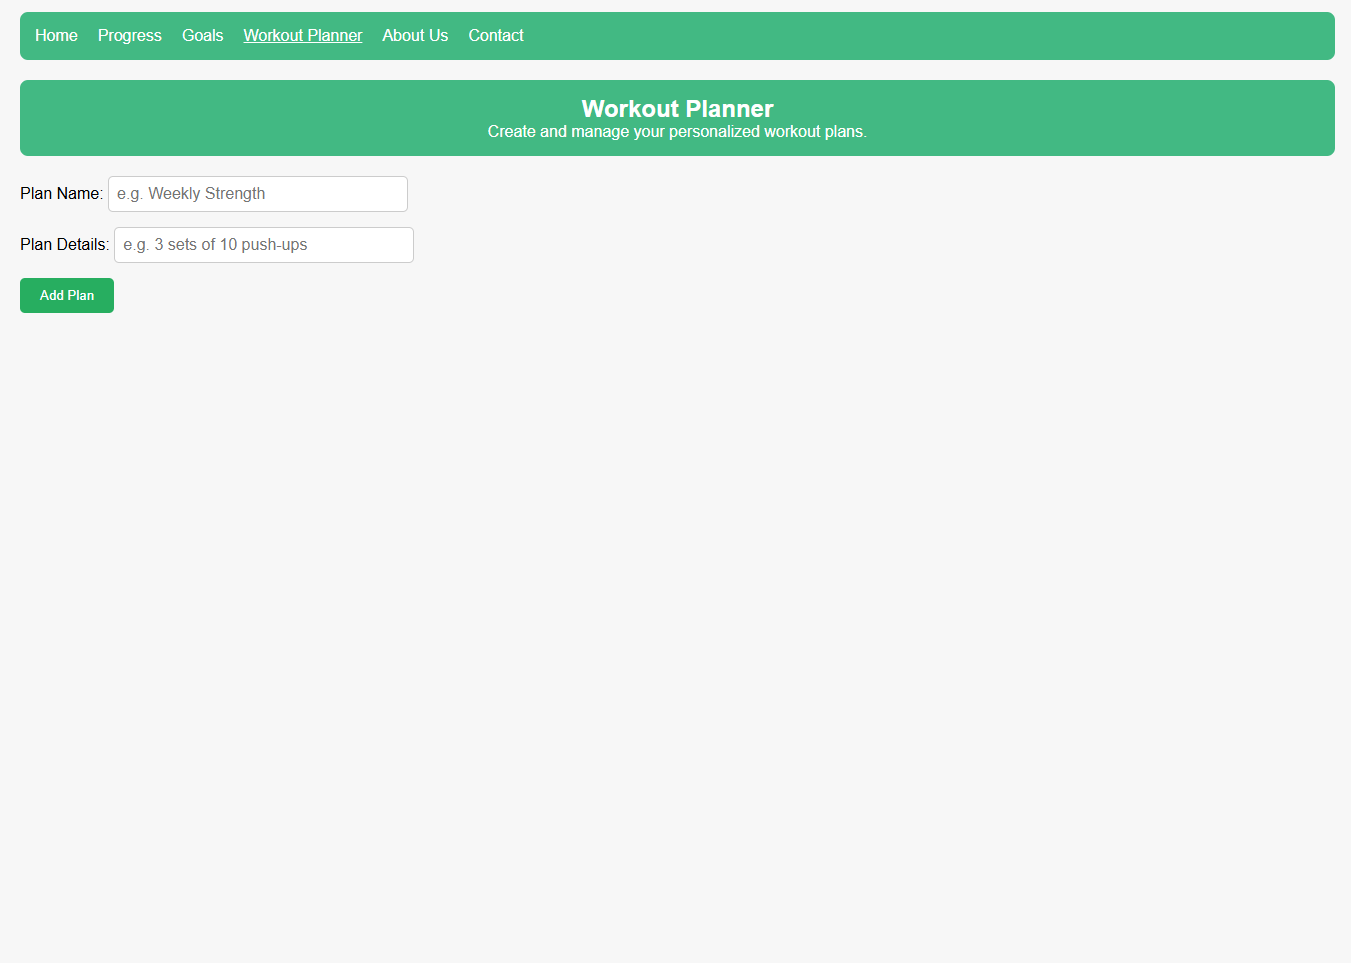 Home Progress Goals Workout Planner About Us Contact
Workout Planner
Create and manage your personalized workout plans.
Plan Name: e.g. Weekly Strength
Plan Details: e.g. 3 sets of 10 push-ups
Add Plan